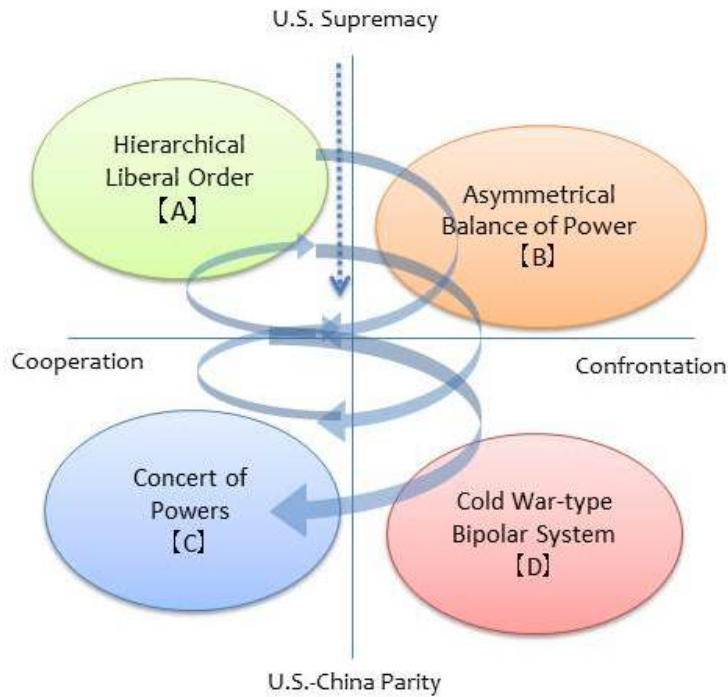 U.S. Supremacy
Hierarchical
Liberal Order
【A】
Asymmetrical
Balance of Power
【B】
Cooperation
Confrontation
Concert of
Powers
【C】
Cold War-type
Bipolar System
【D】
U.S.-China Parity